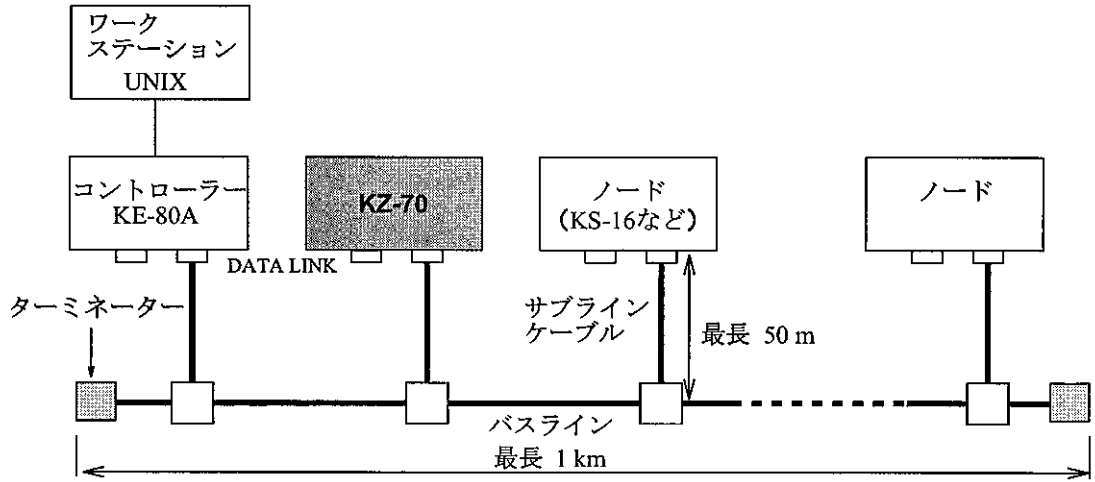 ワーク
ステーション
UNIX
コントローラー
KE-80A
KZ-70
ノード
（KS-16など）
ノード
DATA LINK
ターミネーター
サブライン
ケーブル
最長 50 m
バスライン
最長 1 km